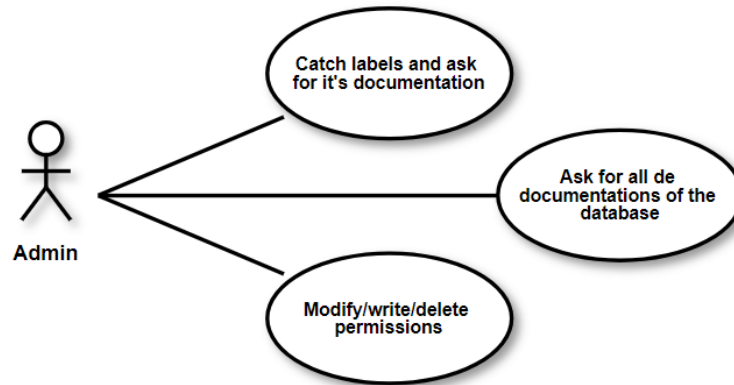 Catch labels and ask
for it's documentation
Ask for all de
documentations of the
database
Admin
Modify/write/delete
permissions